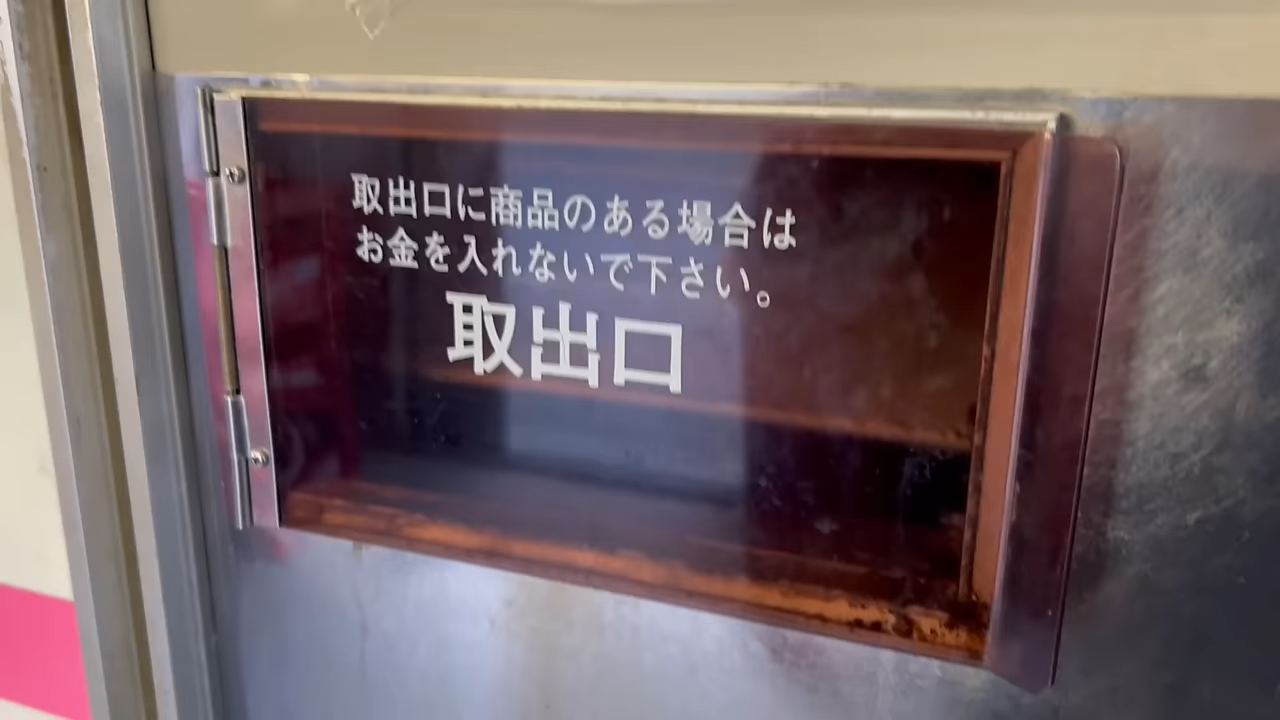 取出口に商品のある場合は
お金を入れないで下さい。
取出口